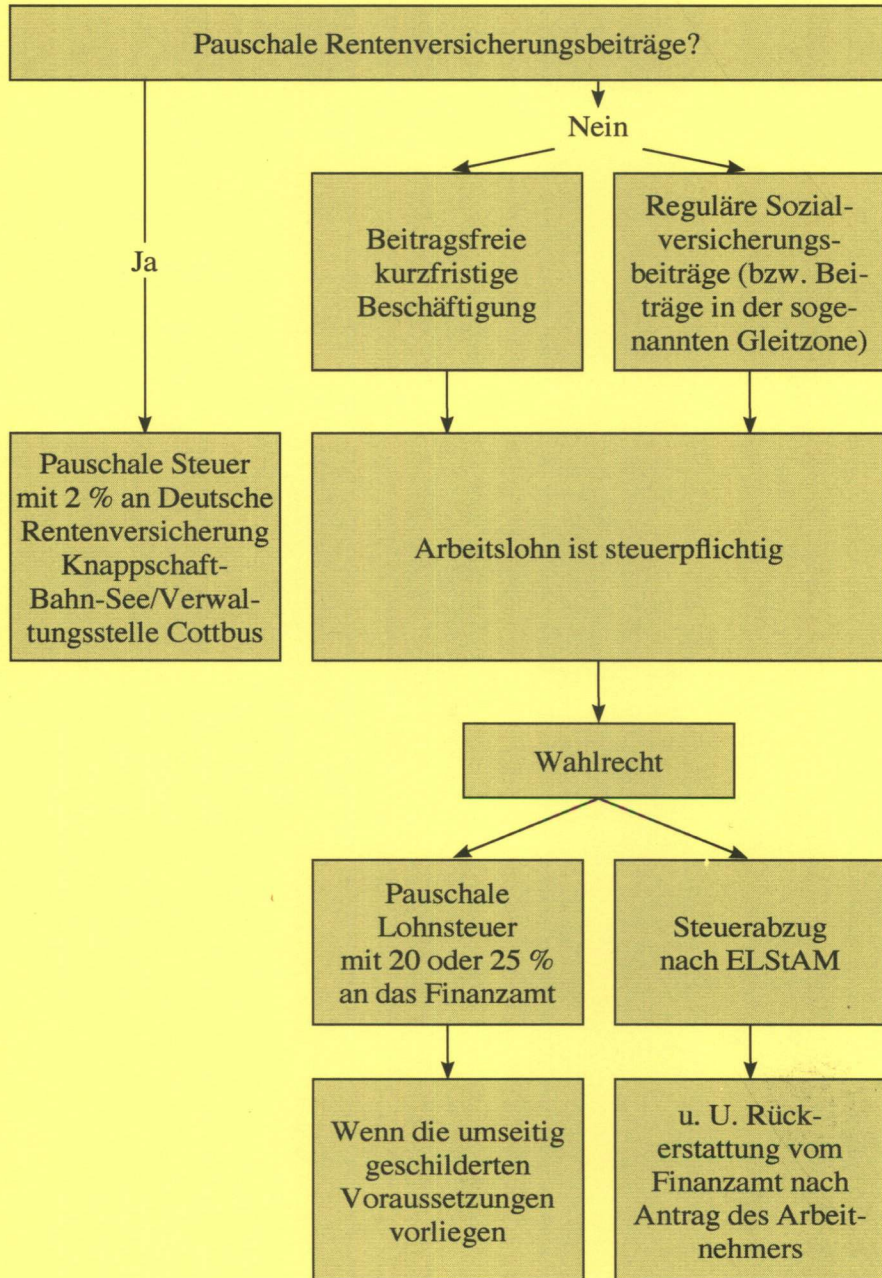 Pauschale Rentenversicherungsbeiträge?
Nein
Ja
Beitragsfreie
kurzfristige
Beschäftigung
Reguläre Sozial-
versicherungs-
beiträge (bzw. Bei-
träge in der soge-
nannten Gleitzone)
Pauschale Steuer
mit 2 % an Deutsche
Rentenversicherung
Knappschaft-
Bahn-See/Verwal-
tungsstelle Cottbus
Arbeitslohn ist steuerpflichtig
Wahlrecht
Pauschale
Lohnsteuer
mit 20 oder 25 %
an das Finanzamt
Steuerabzug
nach ELStAM
Wenn die umseitig
geschilderten
Voraussetzungen
vorliegen
u. U. Rück-
erstattung vom
Finanzamt nach
Antrag des Arbeit-
nehmers